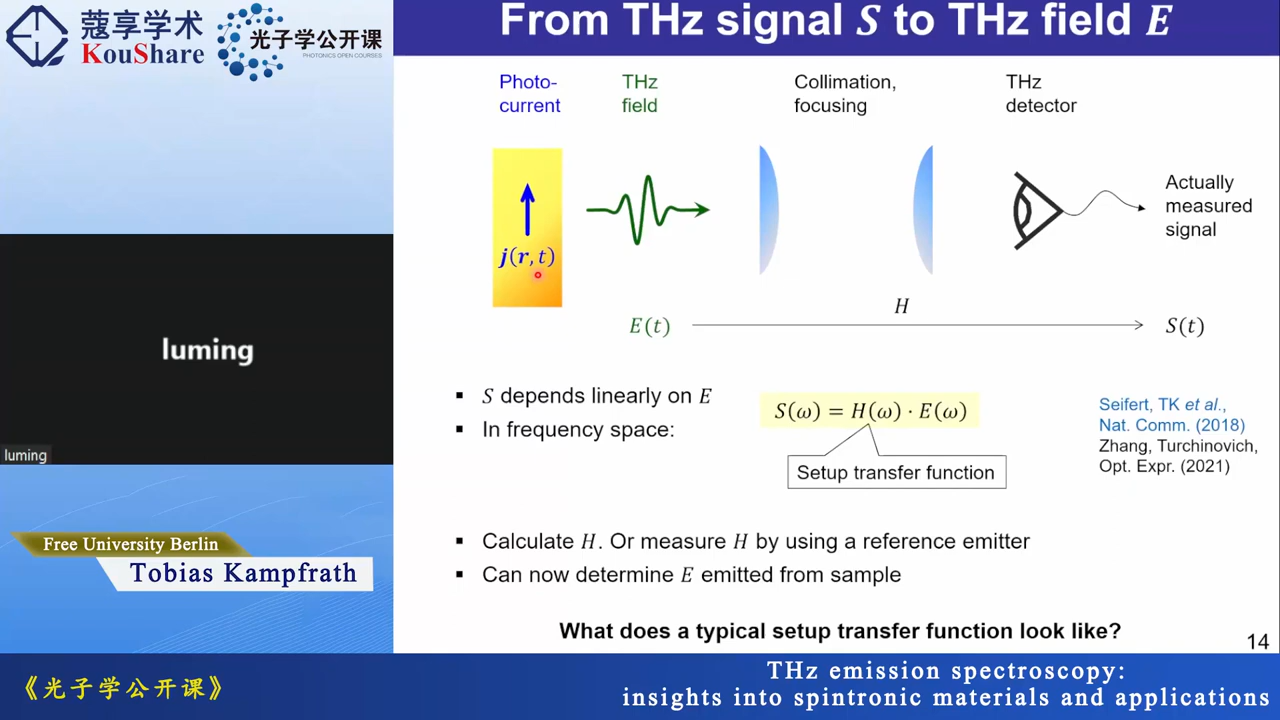 蔻享学术
KouShare
光子学公开课
PHOTONICS OPEN COURSES
From THz signal S to THz field E
Photo-
current
THz
field
Collimation,
focusing
THz
detector
j(r,t)
Actually
measured
signal
H
E(t)
S(t)
luming
luming
▪ S depends linearly on E
▪ In frequency space:
S(ω) = H(ω) · E(ω)
Setup transfer function
Seifert, TK et al.,
Nat. Comm. (2018)
Zhang, Turchinovich,
Opt. Expr. (2021)
▪ Calculate H. Or measure H by using a reference emitter
▪ Can now determine E emitted from sample
What does a typical setup transfer function look like?
14
Free University Berlin
Tobias Kampfrath
《光子学公开课》
THz emission spectroscopy:
insights into spintronic materials and applications